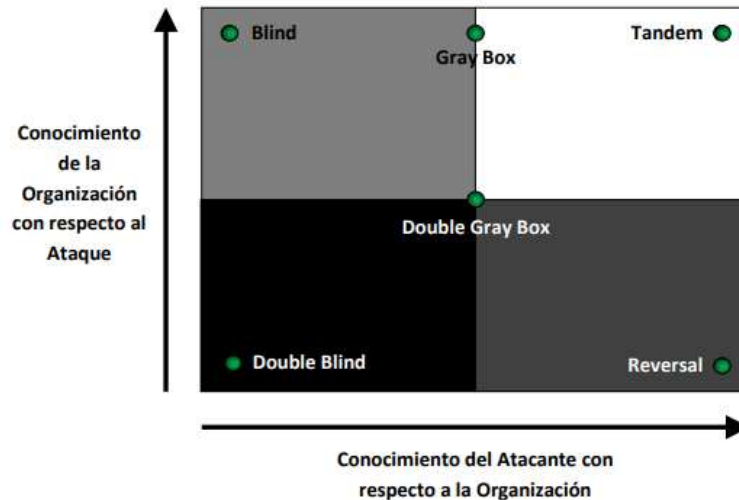 Blind
Gray Box
Tandem
Conocimiento
de la
Organización
con respecto al
Ataque
Double Gray Box
Double Blind
Reversal
Conocimiento del Atacante con
respecto a la Organización